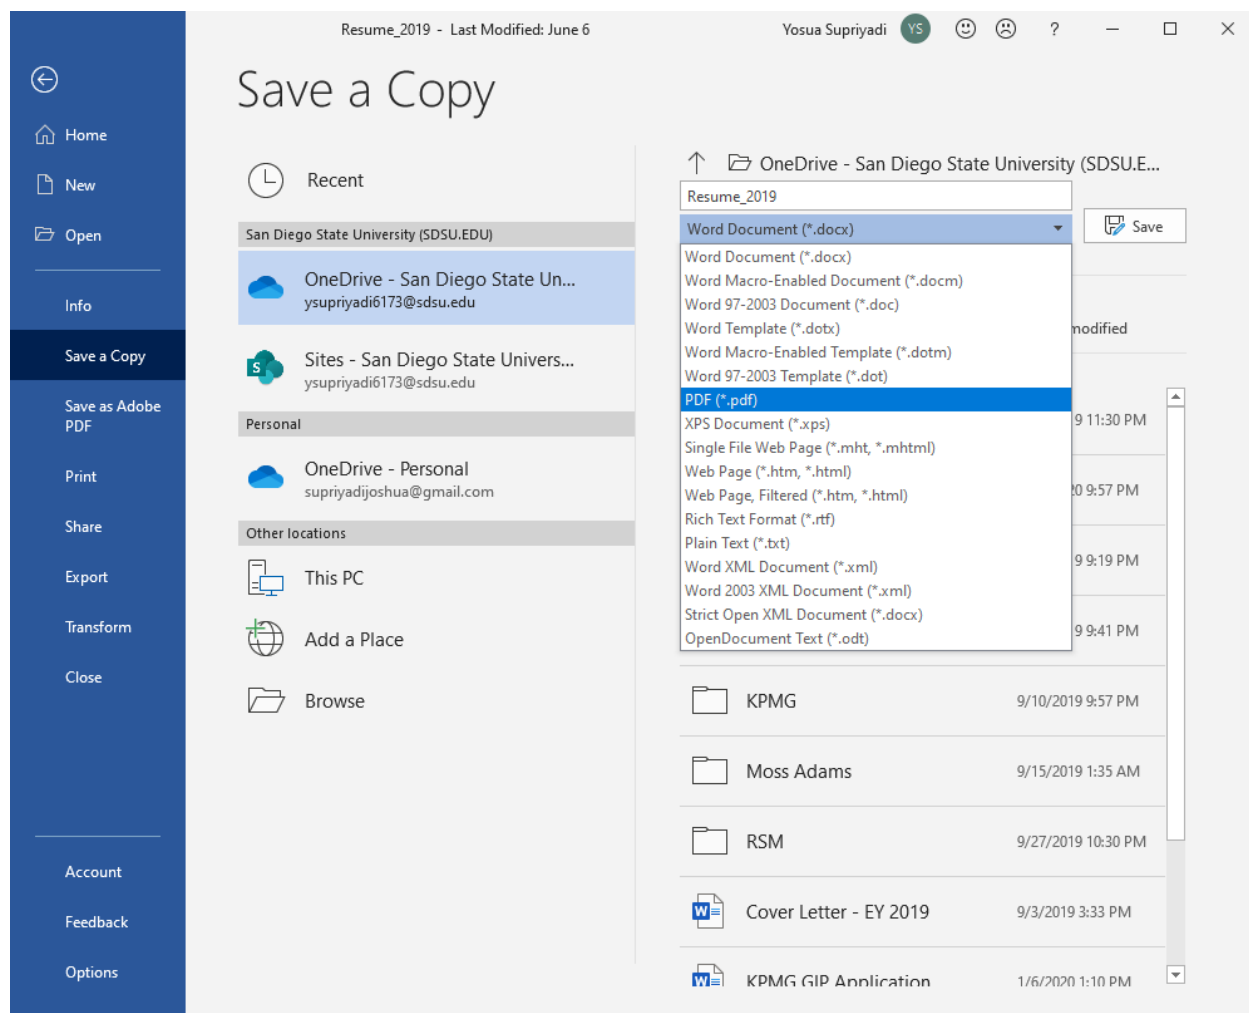 Resume_2019 - Last Modified: June 6
Yosua Supriyadi
YS
?
Save a Copy
Home
New
Open
Info
Save a Copy
Save as Adobe
PDF
Print
Share
Export
Transform
Close
Account
Feedback
Options
Recent
San Diego State University (SDSU.EDU)
OneDrive - San Diego State Un...
ysupriyadi6173@sdsu.edu
S
Sites - San Diego State Univers...
ysupriyadi6173@sdsu.edu
Personal
OneDrive - Personal
supriyadijoshua@gmail.com
Other locations
This PC
Add a Place
Browse
OneDrive - San Diego State University (SDSU.E...
Resume_2019
Word Document (*.docx)
Save
Word Document (*.docx)
Word Macro-Enabled Document (*.docm)
Word 97-2003 Document (*.doc)
Word Template (*.dotx)
Word Macro-Enabled Template (*.dotm)
Word 97-2003 Template (*.dot)
PDF (*.pdf)
XPS Document (*.xps)
Single File Web Page (*.mht, *.mhtml)
Web Page (*.htm, *.html)
Web Page, Filtered (*.htm, *.html)
Rich Text Format (*.rtf)
Plain Text (*.txt)
Word XML Document (*.xml)
Word 2003 XML Document (*.xml)
Strict Open XML Document (*.docx)
OpenDocument Text (*.odt)
modified
9 11:30 PM
9:57 PM
9 9:19 PM
9 9:41 PM
KPMG 9/10/2019 9:57 PM
Moss Adams 9/15/2019 1:35 AM
RSM 9/27/2019 10:30 PM
W Cover Letter - EY 2019 9/3/2019 3:33 PM
W KPMG GIP Application 1/6/2020 1:10 PM